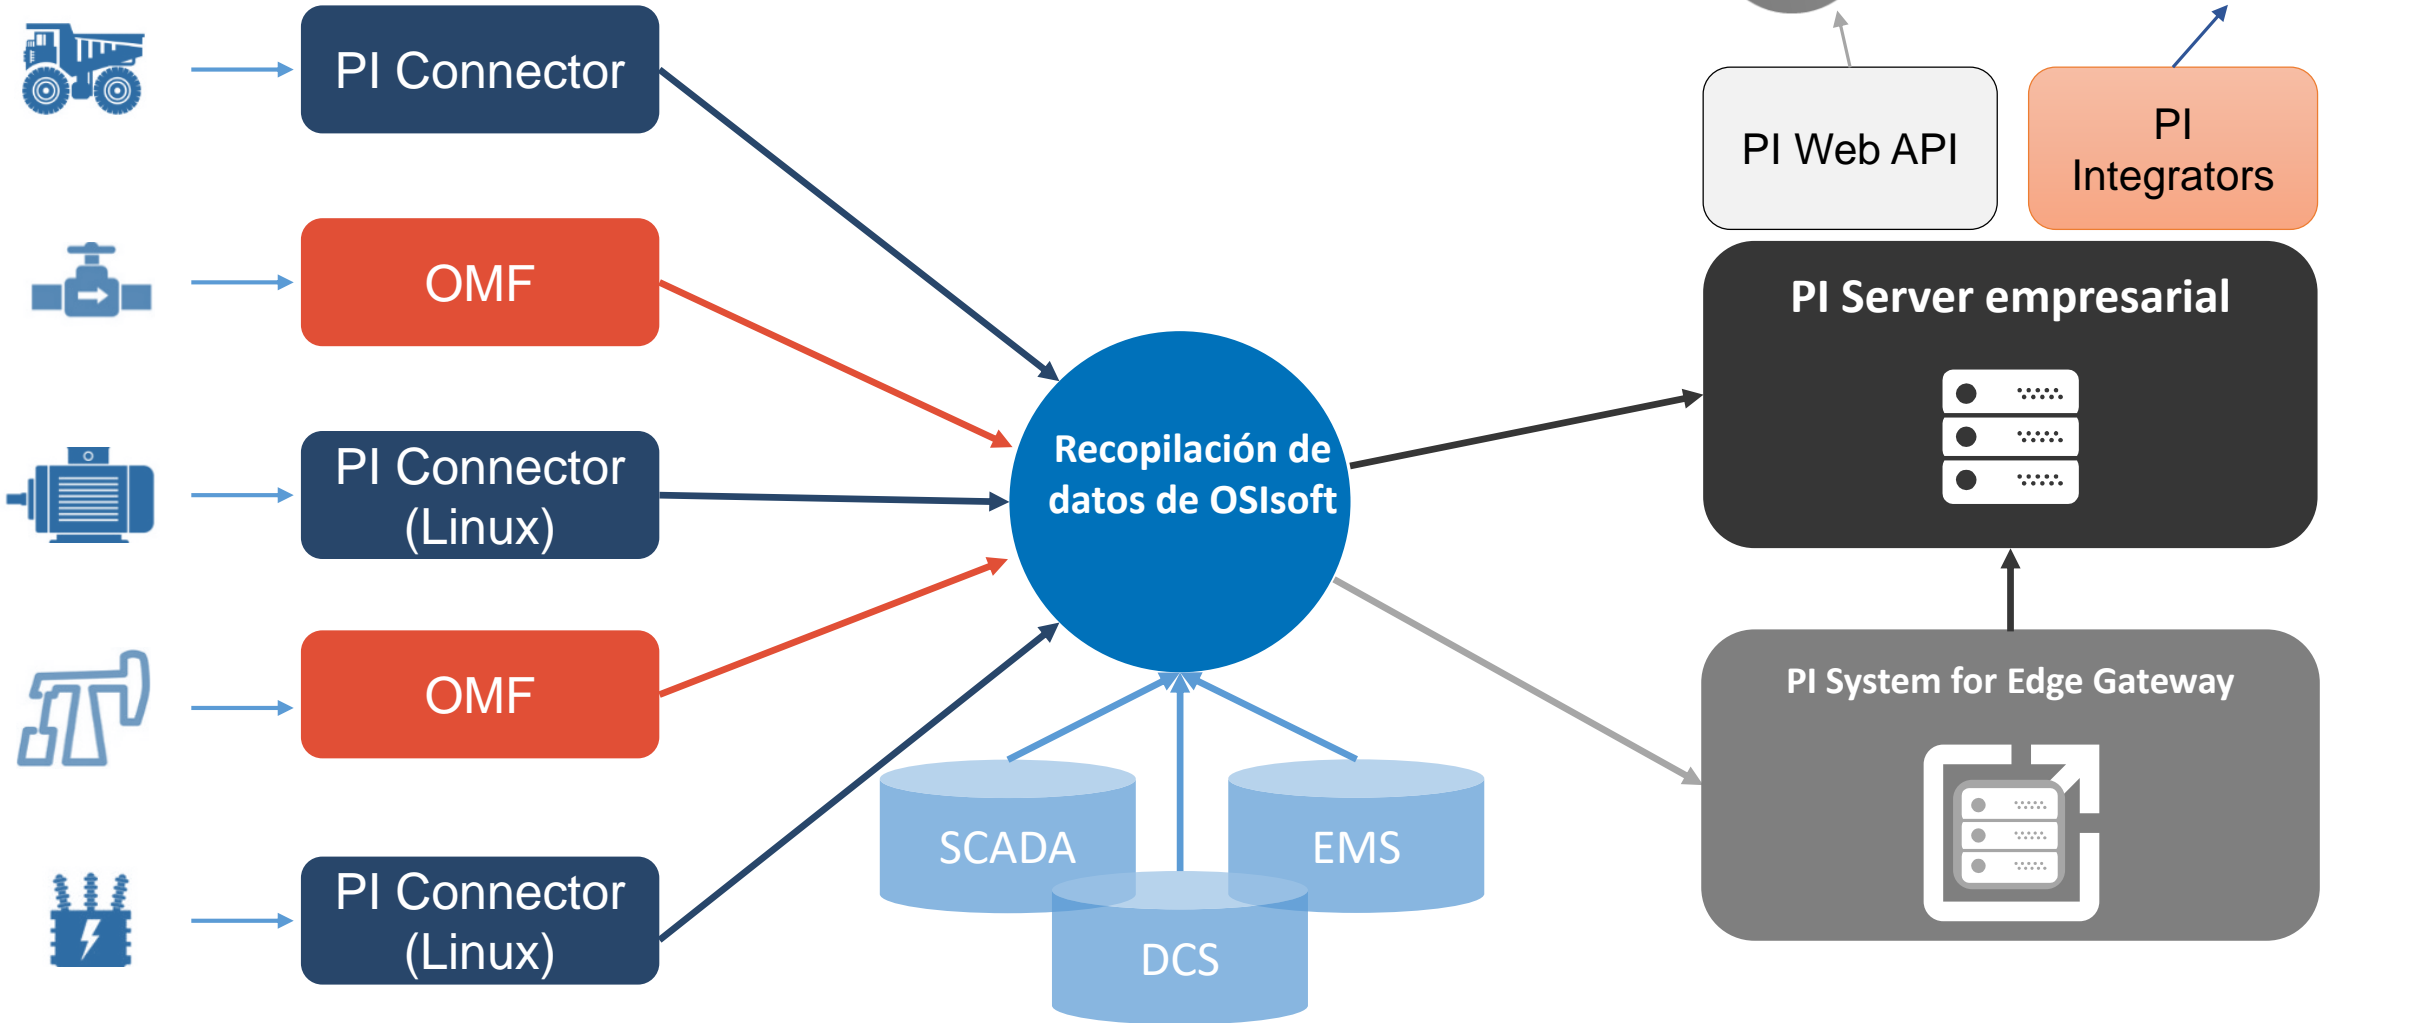 PI Connector
OMF
PI Connector
(Linux)
OMF
PI Connector
(Linux)
Recopilación de
datos de OSIsoft
SCADA
EMS
DCS
PI Web API
PI
Integrators
PI Server empresarial
PI System for Edge Gateway